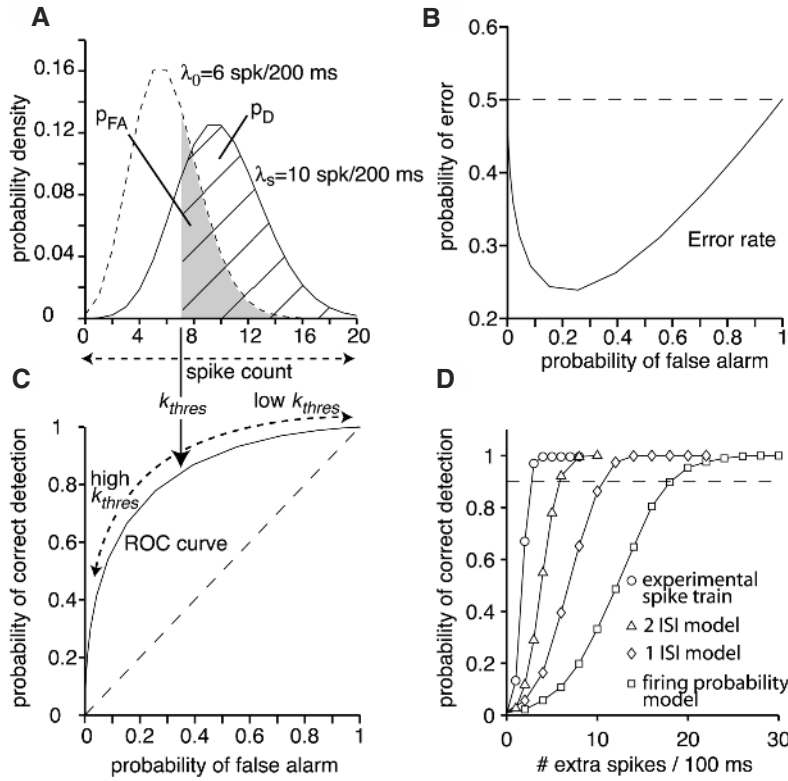 A
probability density
0.16
0.12
0.08
0.04
0
λ0=6 spk/200 ms
pFA
pD
λs=10 spk/200 ms
0 4 8 12 16 20
spike count
B
probability of error
0.5
0.4
0.3
0.2
Error rate
0 0.2 0.4 0.6 0.8 1
probability of false alarm
C
probability of correct detection
1
0.8
0.6
0.4
0.2
0
kthres
low kthres
high
kthres
ROC curve
0 0.2 0.4 0.6 0.8 1
probability of false alarm
D
probability of correct detection
1
0.8
0.6
0.4
0.2
0
experimental
spike train
2 ISI model
1 ISI model
firing probability
model
0 10 20 30
# extra spikes / 100 ms